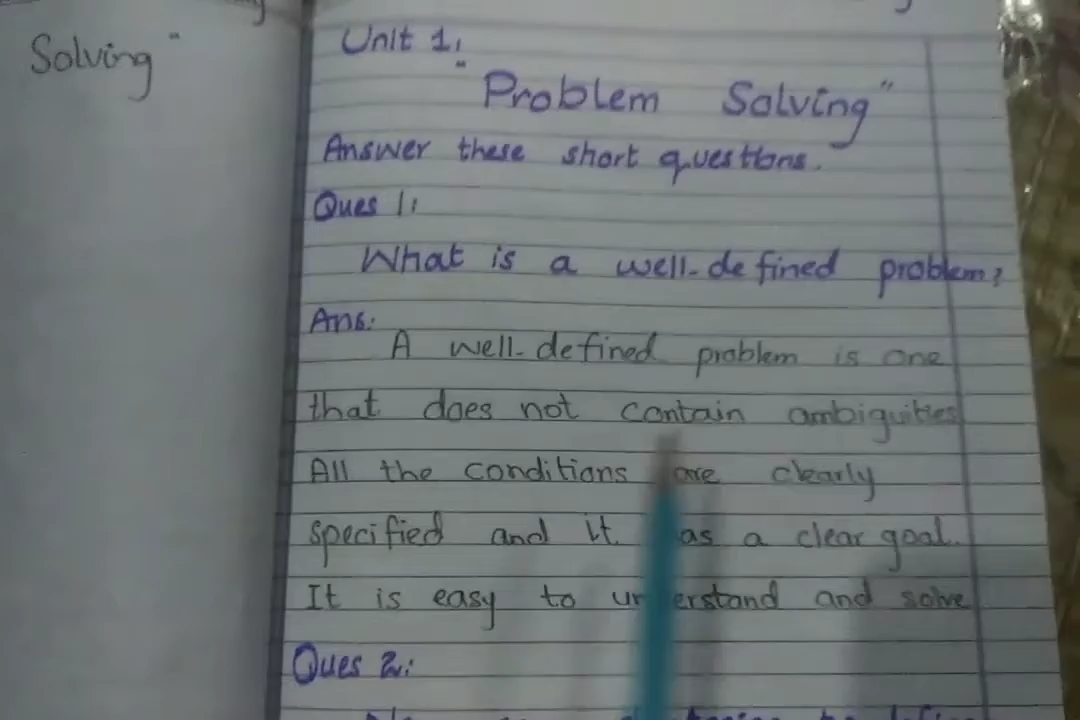 Solving"
Unit 1:
"Problem Solving"
Answer these short questions.
Ques 1:
What is a well-defined problem?
Ans:
A well-defined problem is one
that does not contain ambiguities
All the conditions are clearly
specified and it as a clear goal.
It is easy to un erstand and solve
Ques 2: